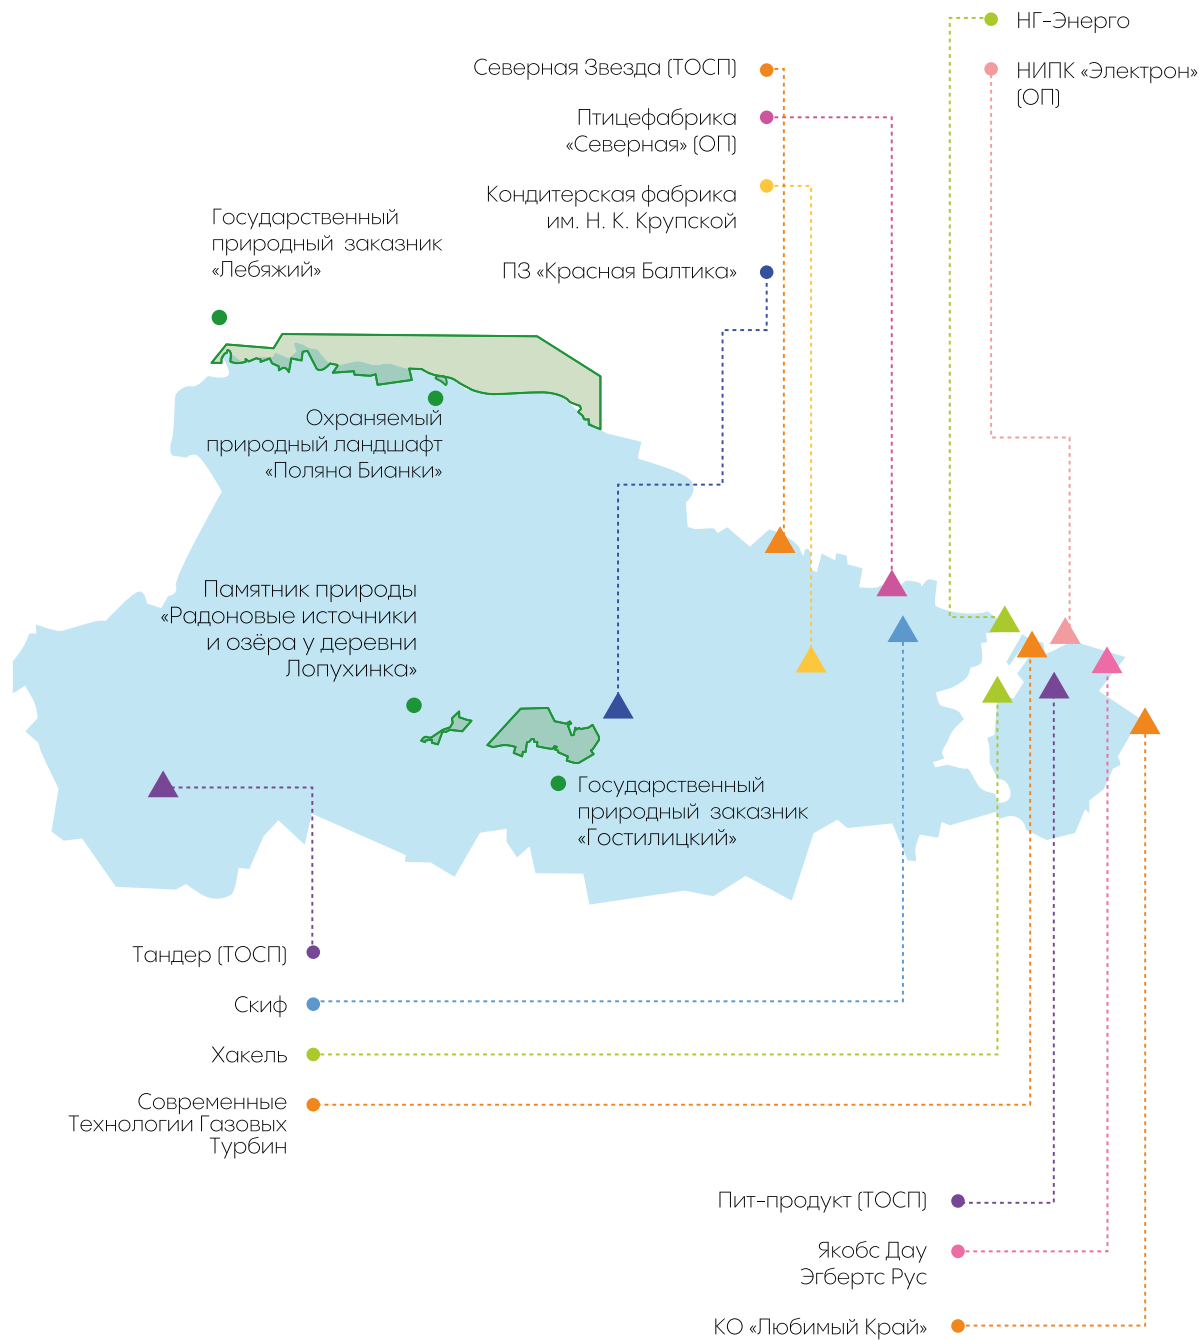 НГ-Энерго
НИПК «Электрон»
(ОП)
Северная Звезда (ТОСП)
Птицефабрика
«Северная» (ОП)
Кондитерская фабрика
им. Н. К. Крупской
ПЗ «Красная Балтика»
Государственный
природный заказник
«Лебяжий»
Охраняемый
природный ландшафт
«Поляна Бианки»
Памятник природы
«Радоновые источники
и озёра у деревни
Лопухинка»
Государственный
природный заказник
«Гостилицкий»
Тандер (ТОСП)
Скиф
Хакель
Современные
Технологии Газовых
Турбин
Пит-продукт (ТОСП)
Якобс Дау
Эгбертс Рус
КО «Любимый Край»